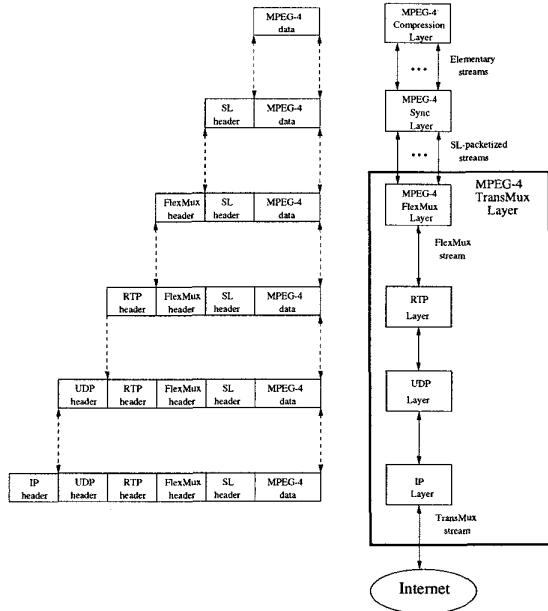 MPEG-4
data
SL
header
MPEG-4
data
FlexMux
header
SL
header
MPEG-4
data
RTP
header
FlexMux
header
SL
header
MPEG-4
data
UDP
header
RTP
header
FlexMux
header
SL
header
MPEG-4
data
IP
header
UDP
header
RTP
header
FlexMux
header
SL
header
MPEG-4
data
MPEG-4
Compression
Layer
Elementary
streams
MPEG-4
Sync
Layer
SL-packetized
streams
MPEG-4
TransMux
Layer
MPEG-4
FlexMux
Layer
FlexMux
stream
RTP
Layer
UDP
Layer
IP
Layer
TransMux
stream
Internet